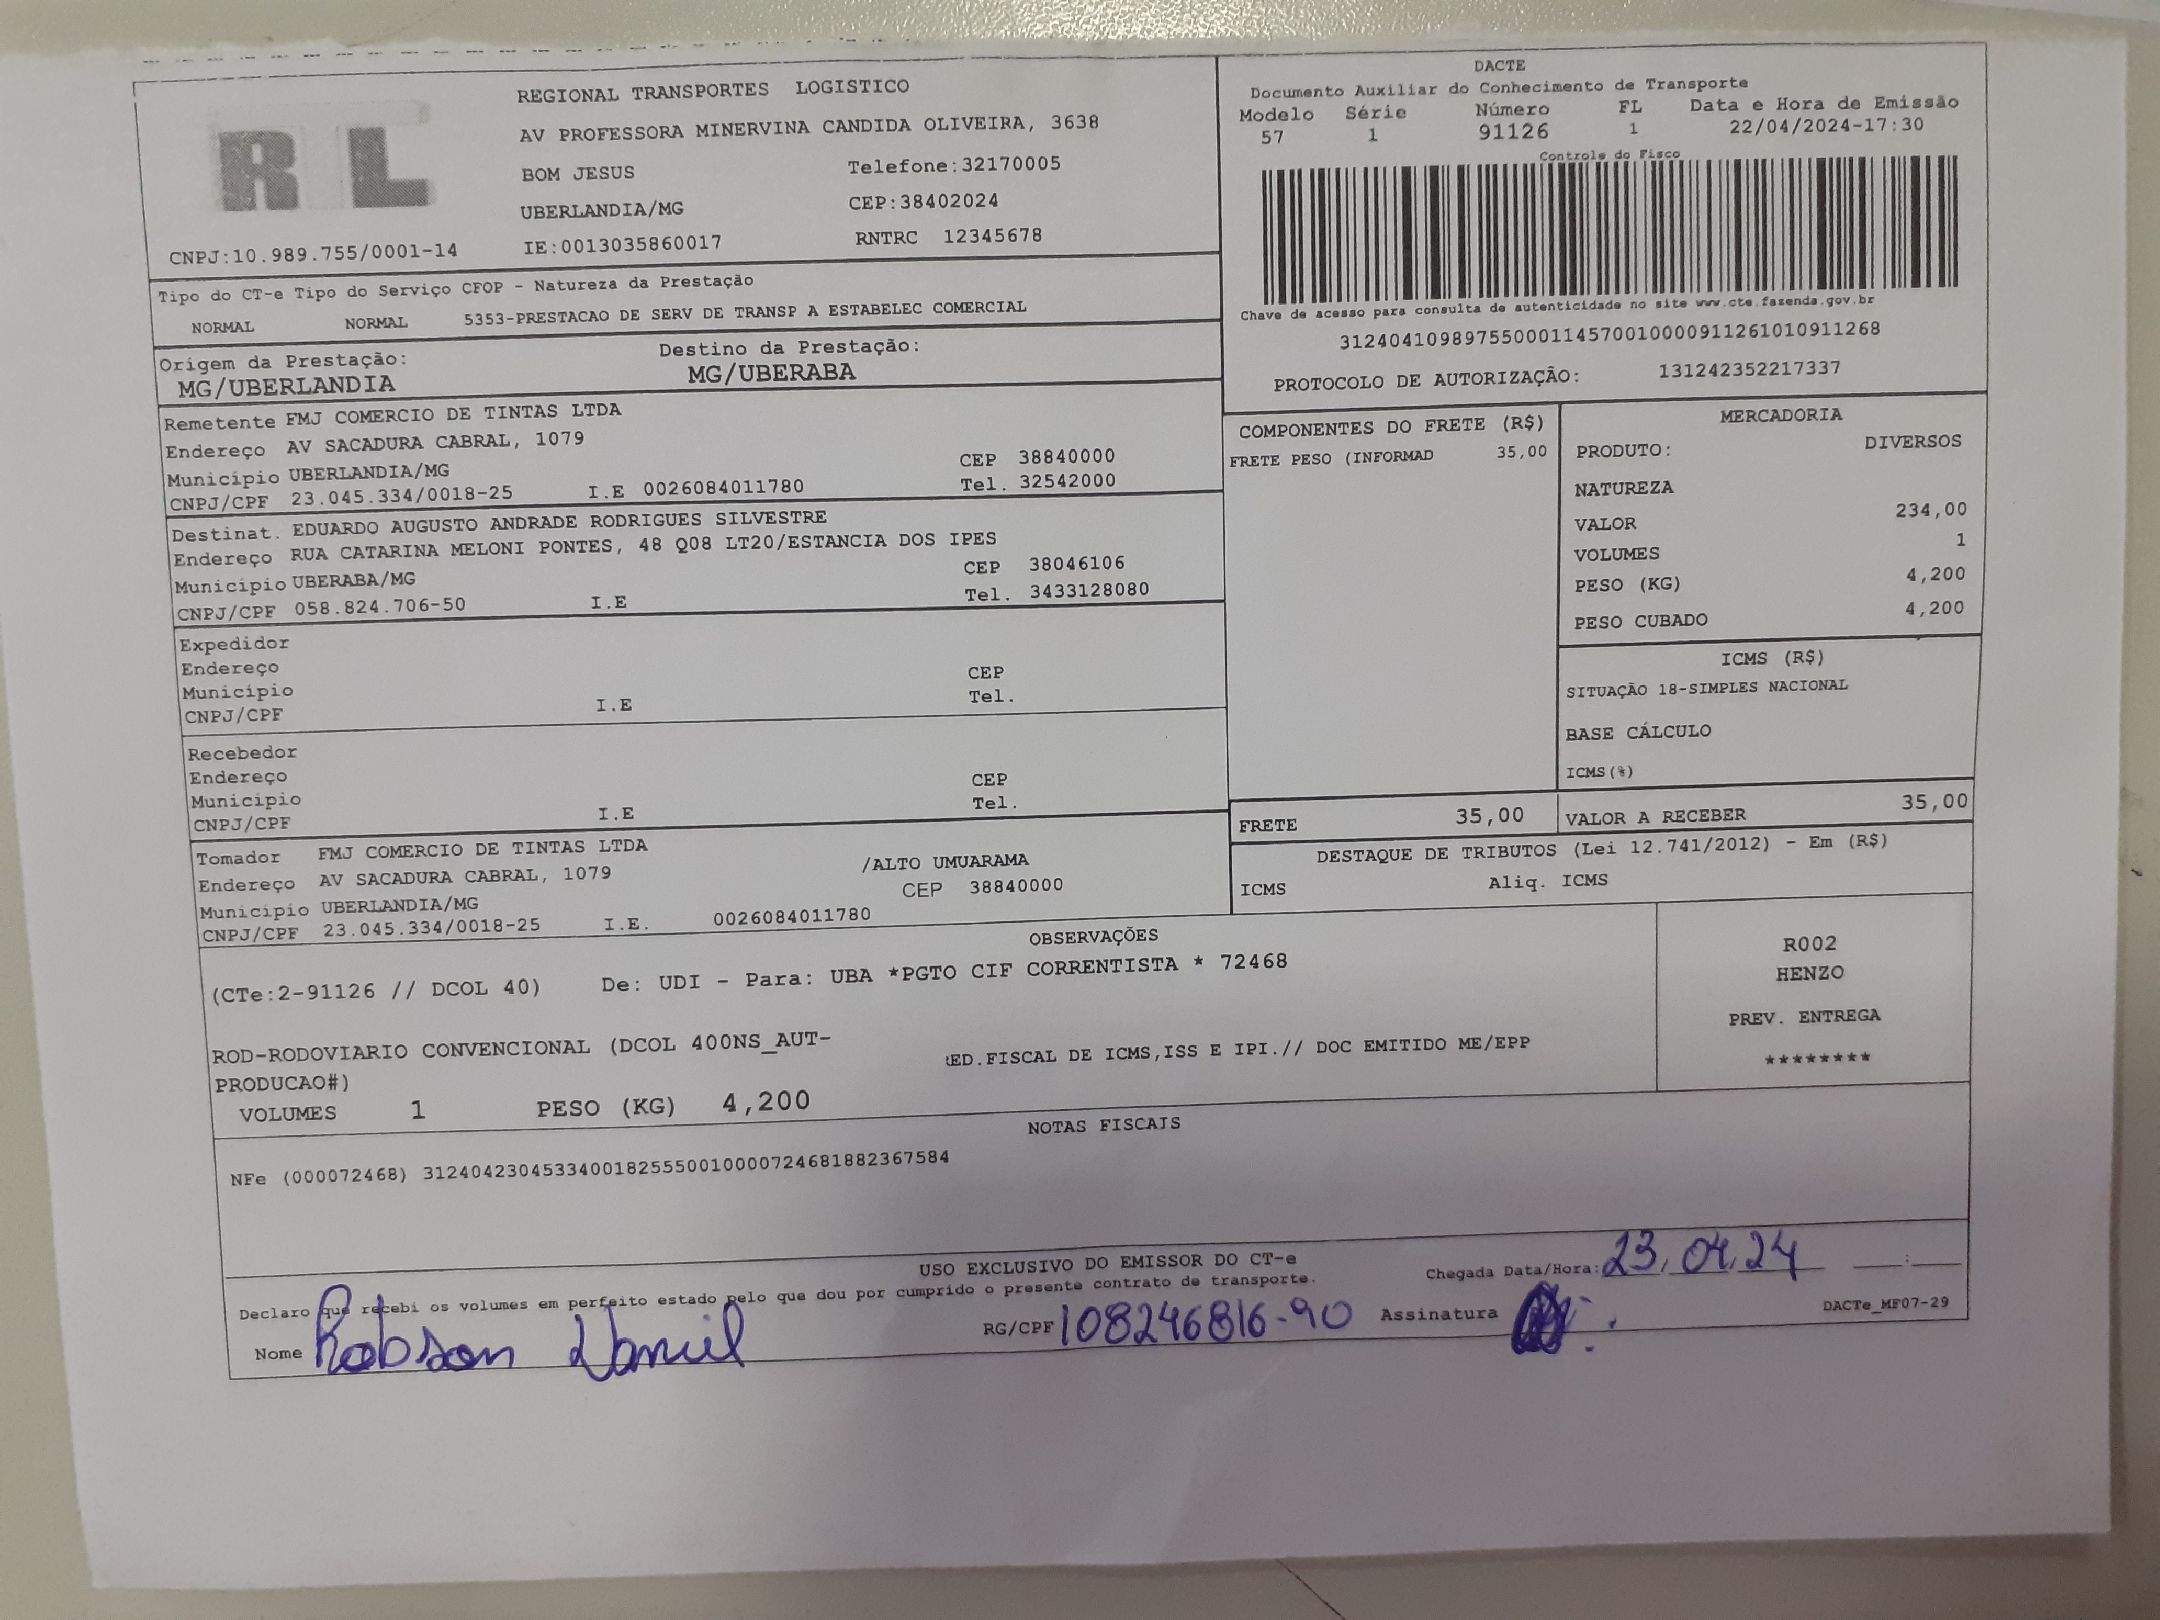 R L
REGIONAL TRANSPORTES LOGISTICO
AV PROFESSORA MINERVINA CANDIDA OLIVEIRA, 3638
BOM JESUS Telefone:32170005
UBERLANDIA/MG CEP:38402024
CNPJ:10.989.755/0001-14 IE:0013035860017 RNTRC 12345678
DACTE
Documento Auxiliar do Conhecimento de Transporte
Modelo Série Número FL Data e Hora de Emissão
57 1 91126 1 22/04/2024-17:30
Controle do Fisco
Chave de acesso para consulta de autenticidade no site www.cte.fazenda.gov.br
31240410989755000114570010000911261010911268
PROTOCOLO DE AUTORIZAÇÃO: 131242352217337
Tipo do CT-e Tipo do Serviço CFOP - Natureza da Prestação
NORMAL NORMAL 5353-PRESTACAO DE SERV DE TRANSP A ESTABELEC COMERCIAL
Origem da Prestação: Destino da Prestação:
MG/UBERLANDIA MG/UBERABA
Remetente FMJ COMERCIO DE TINTAS LTDA
Endereço AV SACADURA CABRAL, 1079
Município UBERLANDIA/MG CEP 38840000
CNPJ/CPF 23.045.334/0018-25 I.E 0026084011780 Tel. 32542000
Destinat. EDUARDO AUGUSTO ANDRADE RODRIGUES SILVESTRE
Endereço RUA CATARINA MELONI PONTES, 48 Q08 LT20/ESTANCIA DOS IPES
Município UBERABA/MG CEP 38046106
CNPJ/CPF 058.824.706-50 I.E Tel. 3433128080
Expedidor
Endereço
Município CEP
CNPJ/CPF I.E Tel.
Recebedor
Endereço
Município CEP
CNPJ/CPF I.E Tel.
Tomador FMJ COMERCIO DE TINTAS LTDA
Endereço AV SACADURA CABRAL, 1079 /ALTO UMUARAMA
Município UBERLANDIA/MG CEP 38840000
CNPJ/CPF 23.045.334/0018-25 I.E. 0026084011780
COMPONENTES DO FRETE (R$)
FRETE PESO (INFORMAD 35,00
MERCADORIA
PRODUTO: DIVERSOS
NATUREZA
VALOR 234,00
VOLUMES 1
PESO (KG) 4,200
PESO CUBADO 4,200
ICMS (R$)
SITUAÇÃO 18-SIMPLES NACIONAL
BASE CÁLCULO
ICMS(%)
FRETE 35,00 VALOR A RECEBER 35,00
DESTAQUE DE TRIBUTOS (Lei 12.741/2012) - Em (R$)
ICMS Aliq. ICMS
OBSERVAÇÕES
(CTe:2-91126 // DCOL 40) De: UDI - Para: UBA *PGTO CIF CORRENTISTA * 72468
ROD-RODOVIARIO CONVENCIONAL (DCOL 400NS_AUT-
PRODUCAO#) ED.FISCAL DE ICMS,ISS E IPI.// DOC EMITIDO ME/EPP
VOLUMES 1 PESO (KG) 4,200
R002
HENZO
PREV. ENTREGA
********
NOTAS FISCAIS
NFe (000072468) 31240423045334001825550010000724681882367584
USO EXCLUSIVO DO EMISSOR DO CT-e
Declaro que recebi os volumes em perfeito estado pelo que dou por cumprido o presente contrato de transporte.
Chegada Data/Hora: 23.04.24 :
Nome Robson RG/CPF 108246816-90 Assinatura DACTe_MF07-29